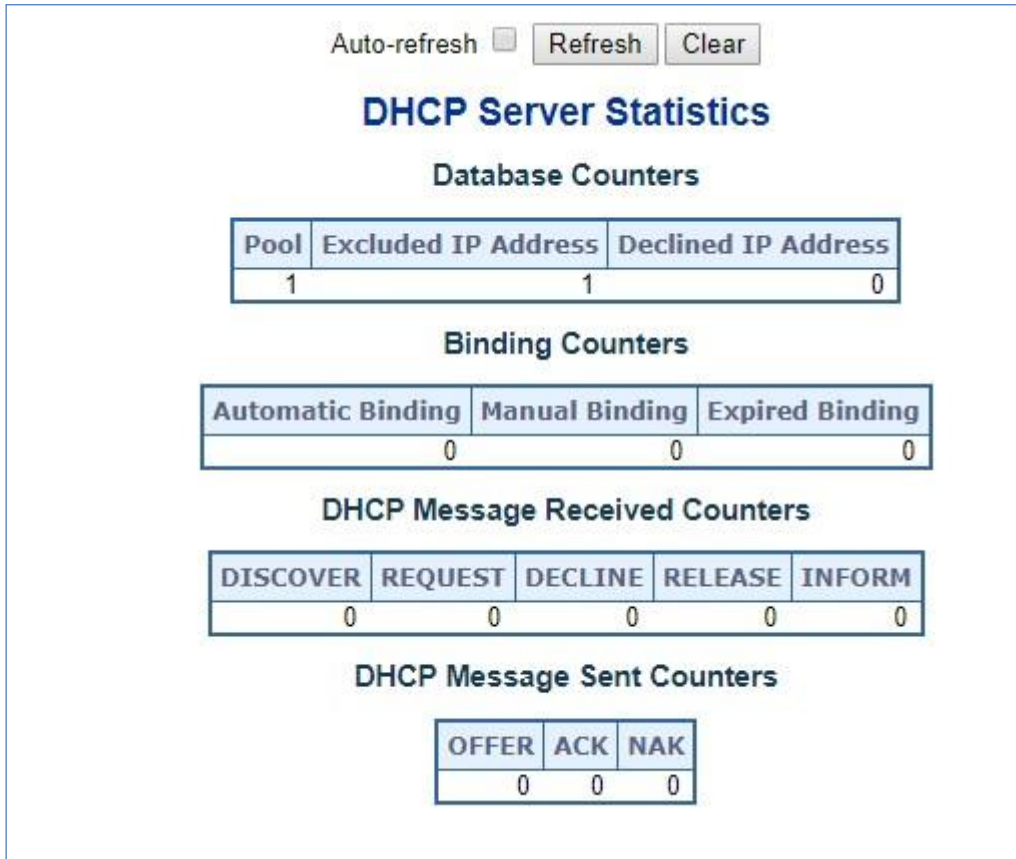 Auto-refresh Refresh Clear
DHCP Server Statistics
Database Counters
Pool Excluded IP Address Declined IP Address
1 1 0
Binding Counters
Automatic Binding Manual Binding Expired Binding
0 0 0
DHCP Message Received Counters
DISCOVER REQUEST DECLINE RELEASE INFORM
0 0 0 0 0
DHCP Message Sent Counters
OFFER ACK NAK
0 0 0